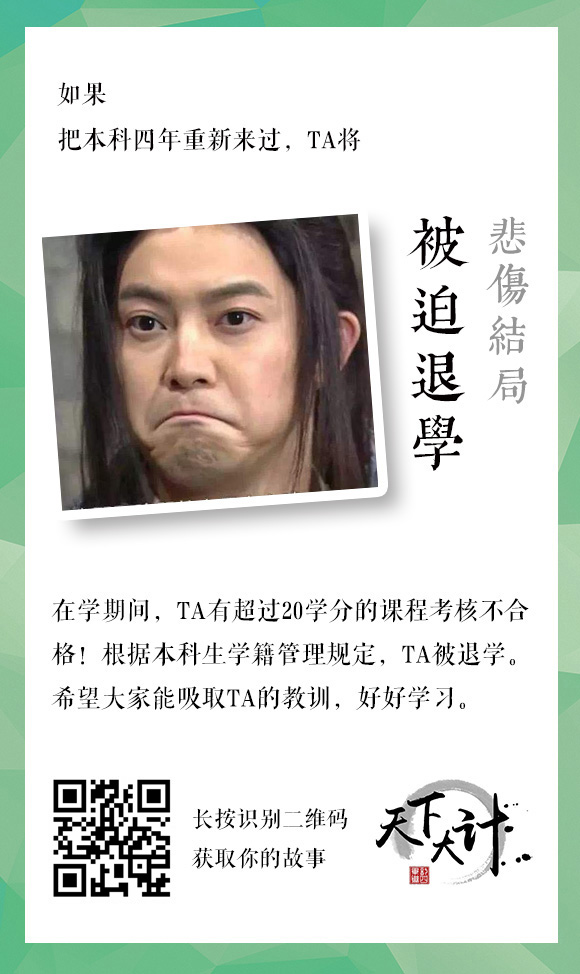 如果
把本科四年重新来过，TA将
悲傷結局
被迫退學
在学期问，TA有超过20学分的课程考核不合
格！根据本科生学籍管理规定，TA被退学。
希望大家能吸取TA的教训，好好学习。
长按识别二维码
获取你的故事
天下大计